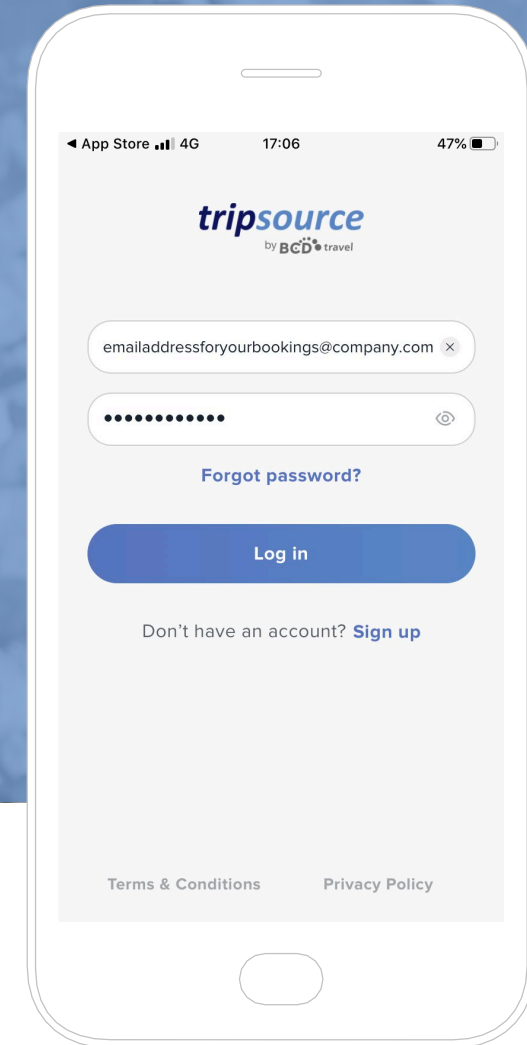 ◀ App Store 4G 17:06 47%
tripsource
by BCD travel
emailaddressforyourbookings@company.com
••••••••••••
Forgot password?
Log in
Don't have an account? Sign up
Terms & Conditions Privacy Policy